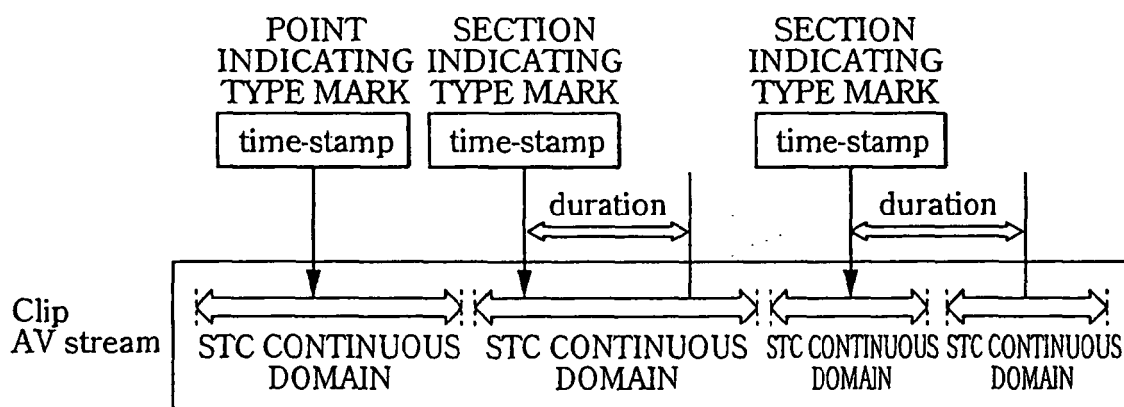 POINT INDICATING TYPE MARK
SECTION INDICATING TYPE MARK
SECTION INDICATING TYPE MARK
time-stamp
time-stamp
time-stamp
duration
duration
Clip
AV stream
STC CONTINUOUS DOMAIN
STC CONTINUOUS DOMAIN
STC CONTINUOUS DOMAIN
STC CONTINUOUS DOMAIN